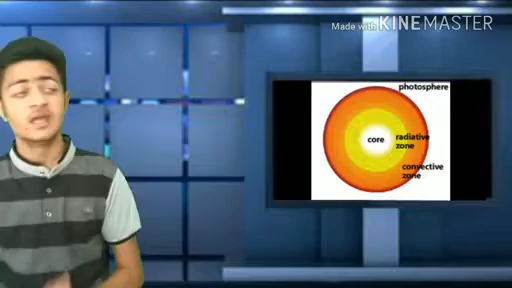 Made with KINEMASTER
photosphere
core
radiative
zone
convective
zone